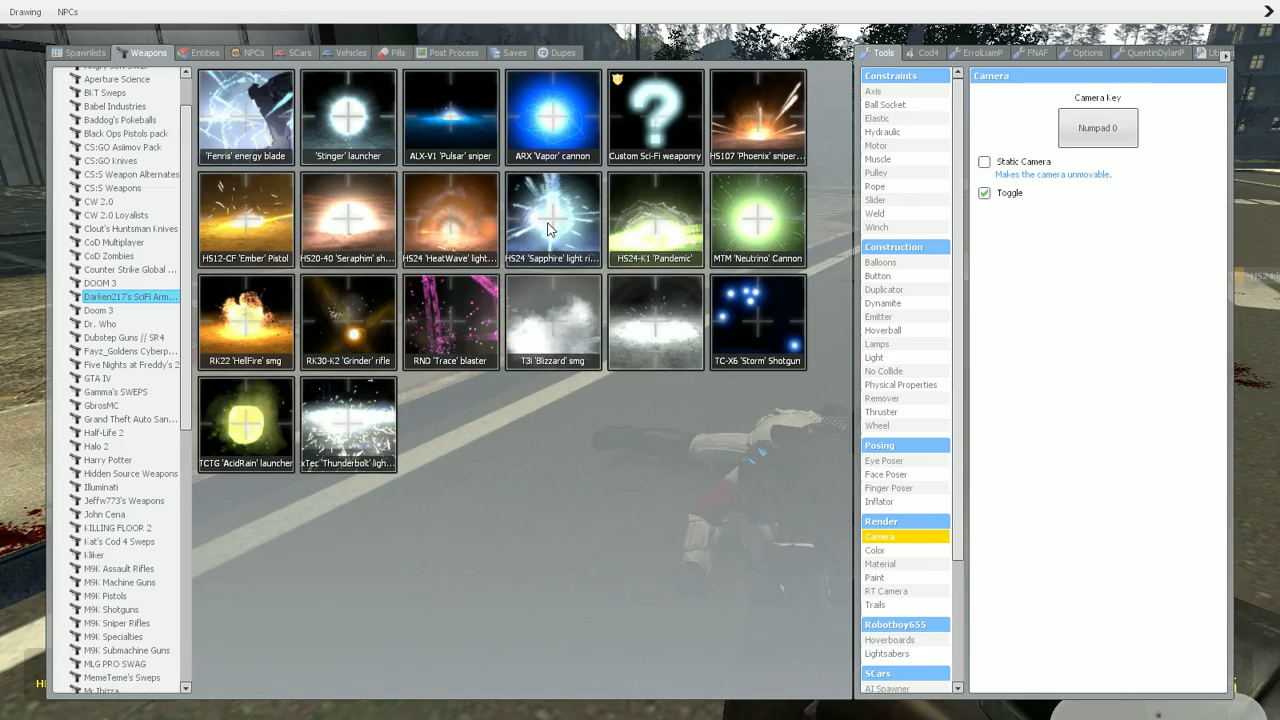 Drawing NPCs
Spawnlists Weapons Entities NPCs SCars Vehicles Pills Post Process Saves Dupes
Aperture Science
BKT Sweps
Babel Industries
Baddog's Pokeballs
Black Ops Pistols pack
CS:GO Asiimov Pack
CS:GO Knives
CS:S Weapon Alternates
CS:S Weapons
CW 2.0
CW 2.0 Loyalists
Clout's Hunstman Knives
CoD Multiplayer
CoD Zombies
Counter Strike Global ...
DOOM 3
Darken217's SciFi Arm...
Doom 3
Dr. Who
Dubstep Guns // SR4
Fayz_Goldens Cyberp...
Five Nights at Freddy's 2
GTA IV
Gamma's SWEPS
GbrosMC
Grand Theft Auto San...
Half-Life 2
Halo 2
Harry Potter
Hidden Source Weapons
Illuminati
Jeffw773's Weapons
John Cena
KILLING FLOOR 2
Kat's Cod 4 Sweps
Kliker
M9K Assault Rifles
M9K Machine Guns
M9K Pistols
M9K Shotguns
M9K Sniper Rifles
M9K Specialties
M9K Submachine Guns
MLG PRO SWAG
MemeTeme's Sweps
Mr Ibizza
'Fenris' energy blade
'Stinger' launcher
ALX-V1 'Pulsar' sniper
ARX 'Vapor' cannon
Custom Sci-Fi weaponry
HS107 'Phoenix' sniper...
HS12-CF 'Ember' Pistol
HS20-40 'Seraphim' sh...
HS24 'HeatWave' light...
HS24 'Sapphire' light ri...
HS24-K1 'Pandemic'
MTM 'Neutrino' Cannon
RK22 'HellFire' smg
RK30-K2 'Grinder' rifle
RND 'Trace' blaster
T3i 'Blizzard' smg
TC-X6 'Storm' Shotgun
TCTG 'AcidRain' launcher
xTec 'Thunderbolt' ligh...
Tools Cod4 ErroLiamP FNAF Options QuentinDylanP Ut
Constraints
Axis
Ball Socket
Elastic
Hydraulic
Motor
Muscle
Pulley
Rope
Slider
Weld
Winch
Construction
Balloons
Button
Duplicator
Dynamite
Emitter
Hoverball
Lamps
Light
No Collide
Physical Properties
Remover
Thruster
Wheel
Posing
Eye Poser
Face Poser
Finger Poser
Inflator
Render
Camera
Color
Material
Paint
RT Camera
Trails
Robotboy655
Hoverboards
Lightsabers
SCars
AI Spawner
Camera
Camera Key
Numpad 0
Static Camera
Makes the camera unmovable.
Toggle